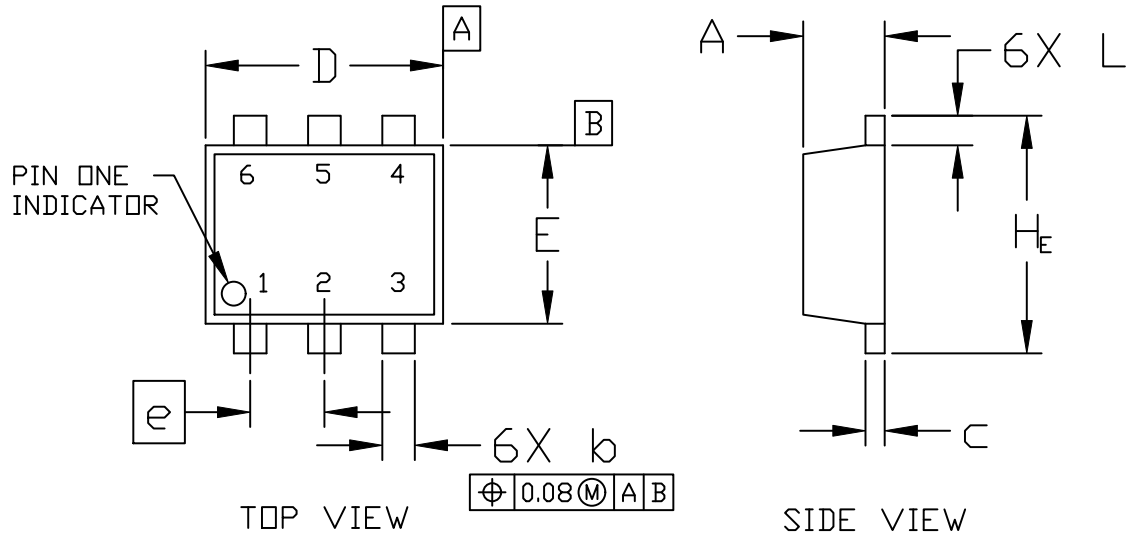 A
D
B
6 5 4
PIN ONE
INDICATOR
E
1 2 3
e
6X b
⌖ 0.08 Ⓜ A B
TOP VIEW
A
6X L
HE
c
SIDE VIEW